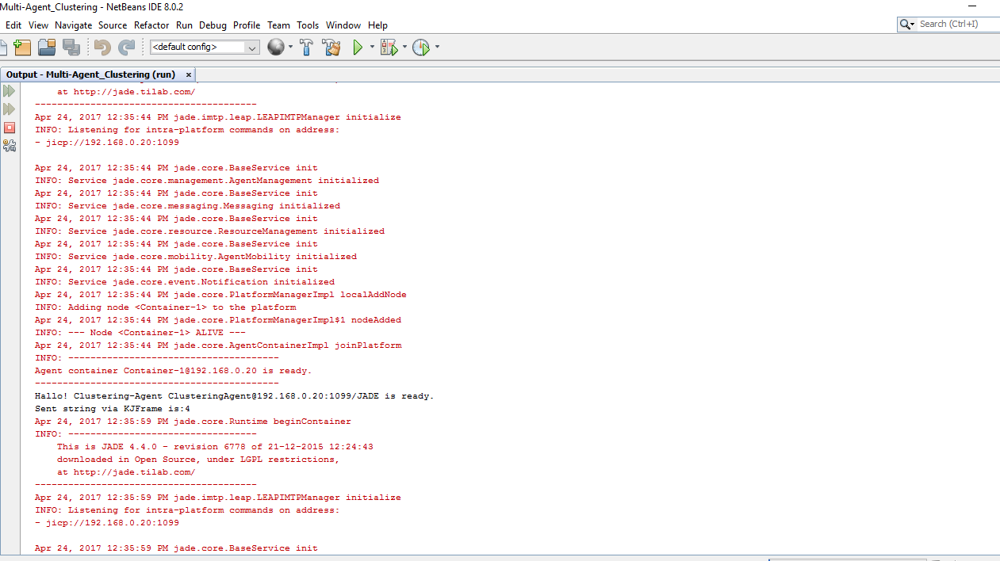 Multi-Agent_Clustering - NetBeans IDE 8.0.2
Edit View Navigate Source Refactor Run Debug Profile Team Tools Window Help
Search (Ctrl+I)
<default config>
Output - Multi-Agent_Clustering (run) ×
at http://jade.tilab.com/
----------------------------------------
Apr 24, 2017 12:35:44 PM jade.imtp.leap.LEAPIMTPManager initialize
INFO: Listening for intra-platform commands on address:
- jicp://192.168.0.20:1099
Apr 24, 2017 12:35:44 PM jade.core.BaseService init
INFO: Service jade.core.management.AgentManagement initialized
Apr 24, 2017 12:35:44 PM jade.core.BaseService init
INFO: Service jade.core.messaging.Messaging initialized
Apr 24, 2017 12:35:44 PM jade.core.BaseService init
INFO: Service jade.core.resource.ResourceManagement initialized
Apr 24, 2017 12:35:44 PM jade.core.BaseService init
INFO: Service jade.core.mobility.AgentMobility initialized
Apr 24, 2017 12:35:44 PM jade.core.BaseService init
INFO: Service jade.core.event.Notification initialized
Apr 24, 2017 12:35:44 PM jade.core.PlatformManagerImpl localAddNode
INFO: Adding node <Container-1> to the platform
Apr 24, 2017 12:35:44 PM jade.core.PlatformManagerImpl$1 nodeAdded
INFO: --- Node <Container-1> ALIVE ---
Apr 24, 2017 12:35:44 PM jade.core.AgentContainerImpl joinPlatform
INFO: --------------------------------------
Agent container Container-1@192.168.0.20 is ready.
--------------------------------------------
Hallo! Clustering-Agent ClusteringAgent@192.168.0.20:1099/JADE is ready.
Sent string via KJFrame is:4
Apr 24, 2017 12:35:59 PM jade.core.Runtime beginContainer
INFO: ----------------------------------
This is JADE 4.4.0 - revision 6778 of 21-12-2015 12:24:43
downloaded in Open Source, under LGPL restrictions,
at http://jade.tilab.com/
----------------------------------------
Apr 24, 2017 12:35:59 PM jade.imtp.leap.LEAPIMTPManager initialize
INFO: Listening for intra-platform commands on address:
- jicp://192.168.0.20:1099
Apr 24, 2017 12:35:59 PM jade.core.BaseService init